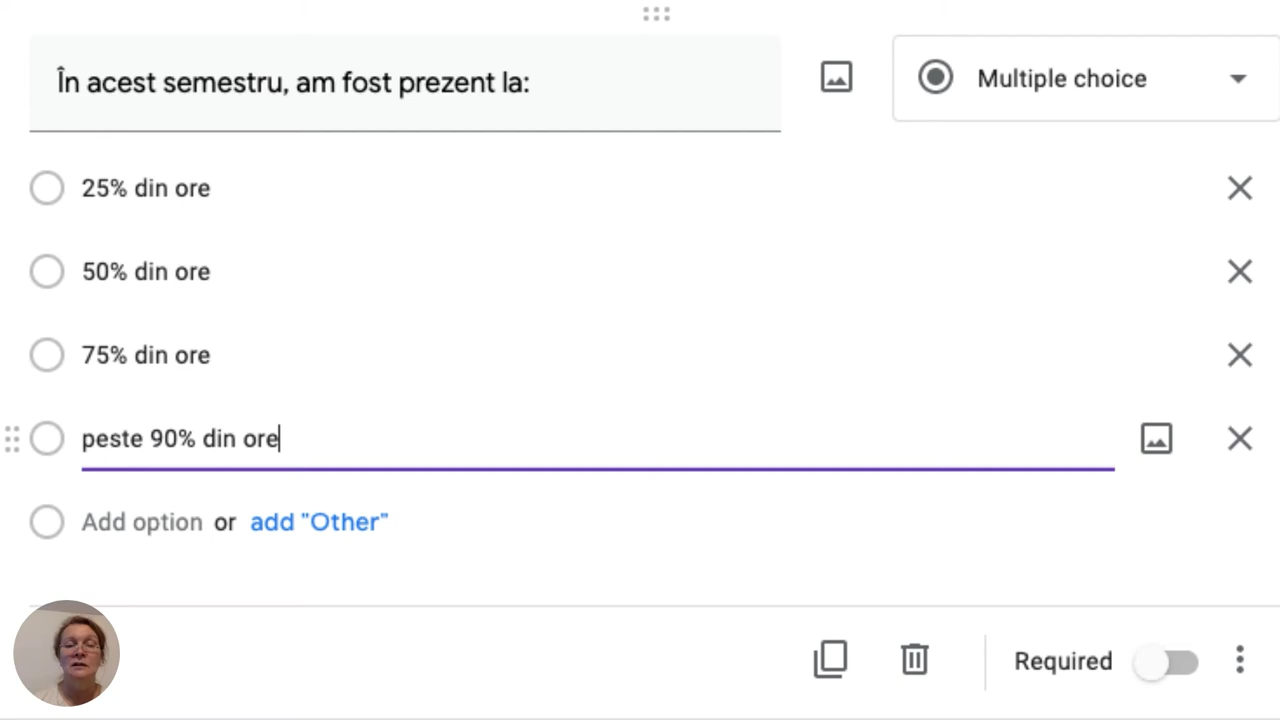 În acest semestru, am fost prezent la:
Multiple choice
25% din ore
50% din ore
75% din ore
peste 90% din ore
Add option or add "Other"
Required